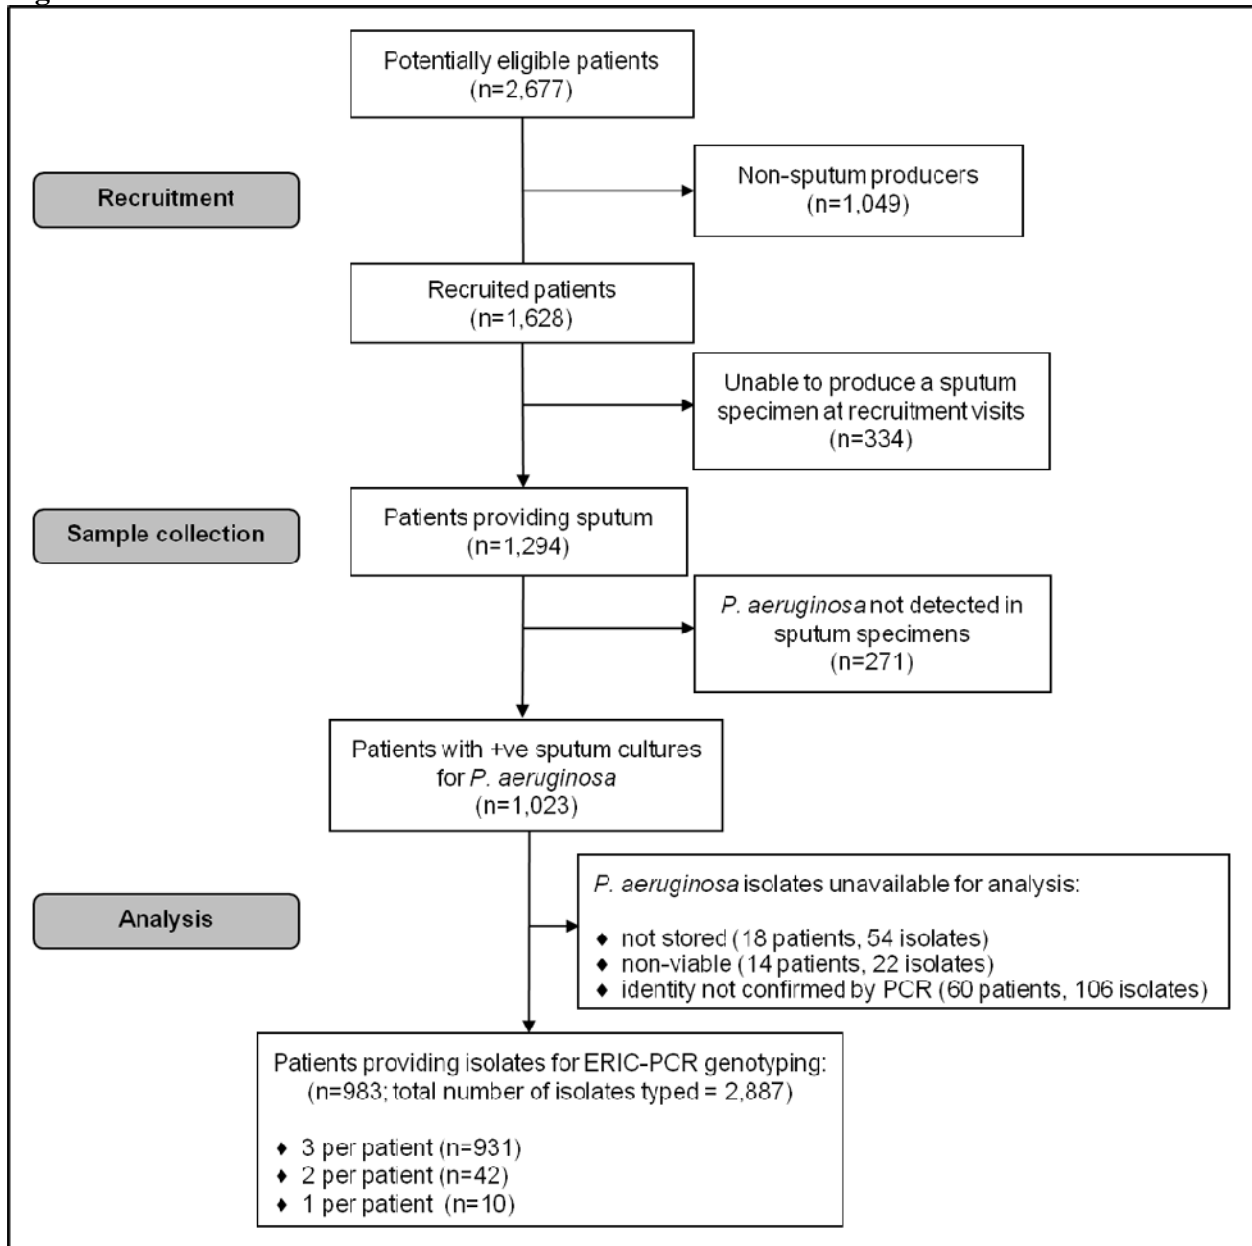 Potentially eligible patients
(n=2,677)
Recruitment
Non-sputum producers
(n=1,049)
Recruited patients
(n=1,628)
Unable to produce a sputum
specimen at recruitment visits
(n=334)
Sample collection
Patients providing sputum
(n=1,294)
P. aeruginosa not detected in
sputum specimens
(n=271)
Patients with +ve sputum cultures
for P. aeruginosa
(n=1,023)
Analysis
P. aeruginosa isolates unavailable for analysis:
♦ not stored (18 patients, 54 isolates)
♦ non-viable (14 patients, 22 isolates)
♦ identity not confirmed by PCR (60 patients, 106 isolates)
Patients providing isolates for ERIC-PCR genotyping:
(n=983; total number of isolates typed = 2,887)
♦ 3 per patient (n=931)
♦ 2 per patient (n=42)
♦ 1 per patient (n=10)